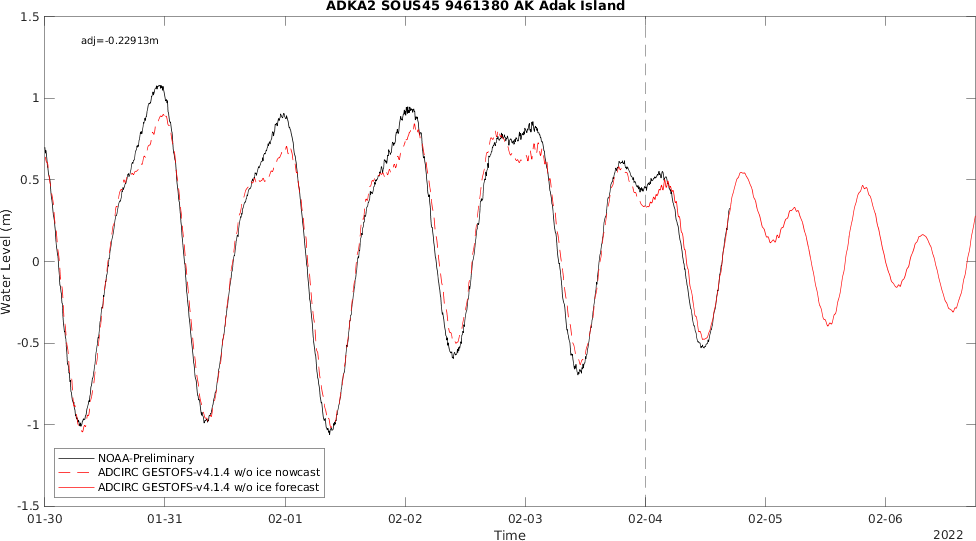 ADKA2 SOUS45 9461380 AK Adak Island
adj=-0.22913m
Water Level (m)
1.5
1
0.5
0
-0.5
-1
-1.5
NOAA-Preliminary
ADCIRC GESTOFS-v4.1.4 w/o ice nowcast
ADCIRC GESTOFS-v4.1.4 w/o ice forecast
01-30 01-31 02-01 02-02 02-03 02-04 02-05 02-06
Time
2022